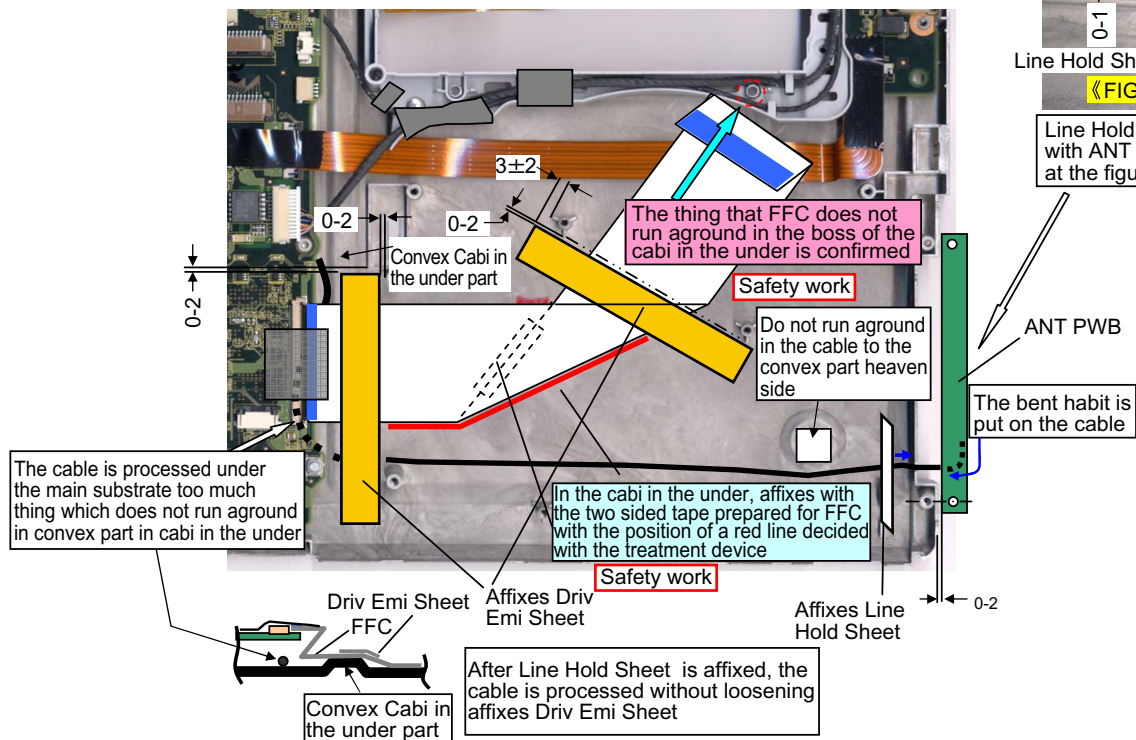 0-1
Line Hold Sh
《FIG
Line Hold
with ANT
at the figu
3±2
0-2
0-2
0-2
Convex Cabi in
the under part
The thing that FFC does not
run aground in the boss of the
cabi in the under is confirmed
Safety work
Do not run aground
in the cable to the
convex part heaven
side
ANT PWB
The bent habit is
put on the cable
The cable is processed under
the main substrate too much
thing which does not run aground
in convex part in cabi in the under
In the cabi in the under, affixes with
the two sided tape prepared for FFC
with the position of a red line decided
with the treatment device
Safety work
Driv Emi Sheet
FFC
Affixes Driv
Emi Sheet
Affixes Line
Hold Sheet
0-2
Convex Cabi in
the under part
After Line Hold Sheet is affixed, the
cable is processed without loosening
affixes Driv Emi Sheet